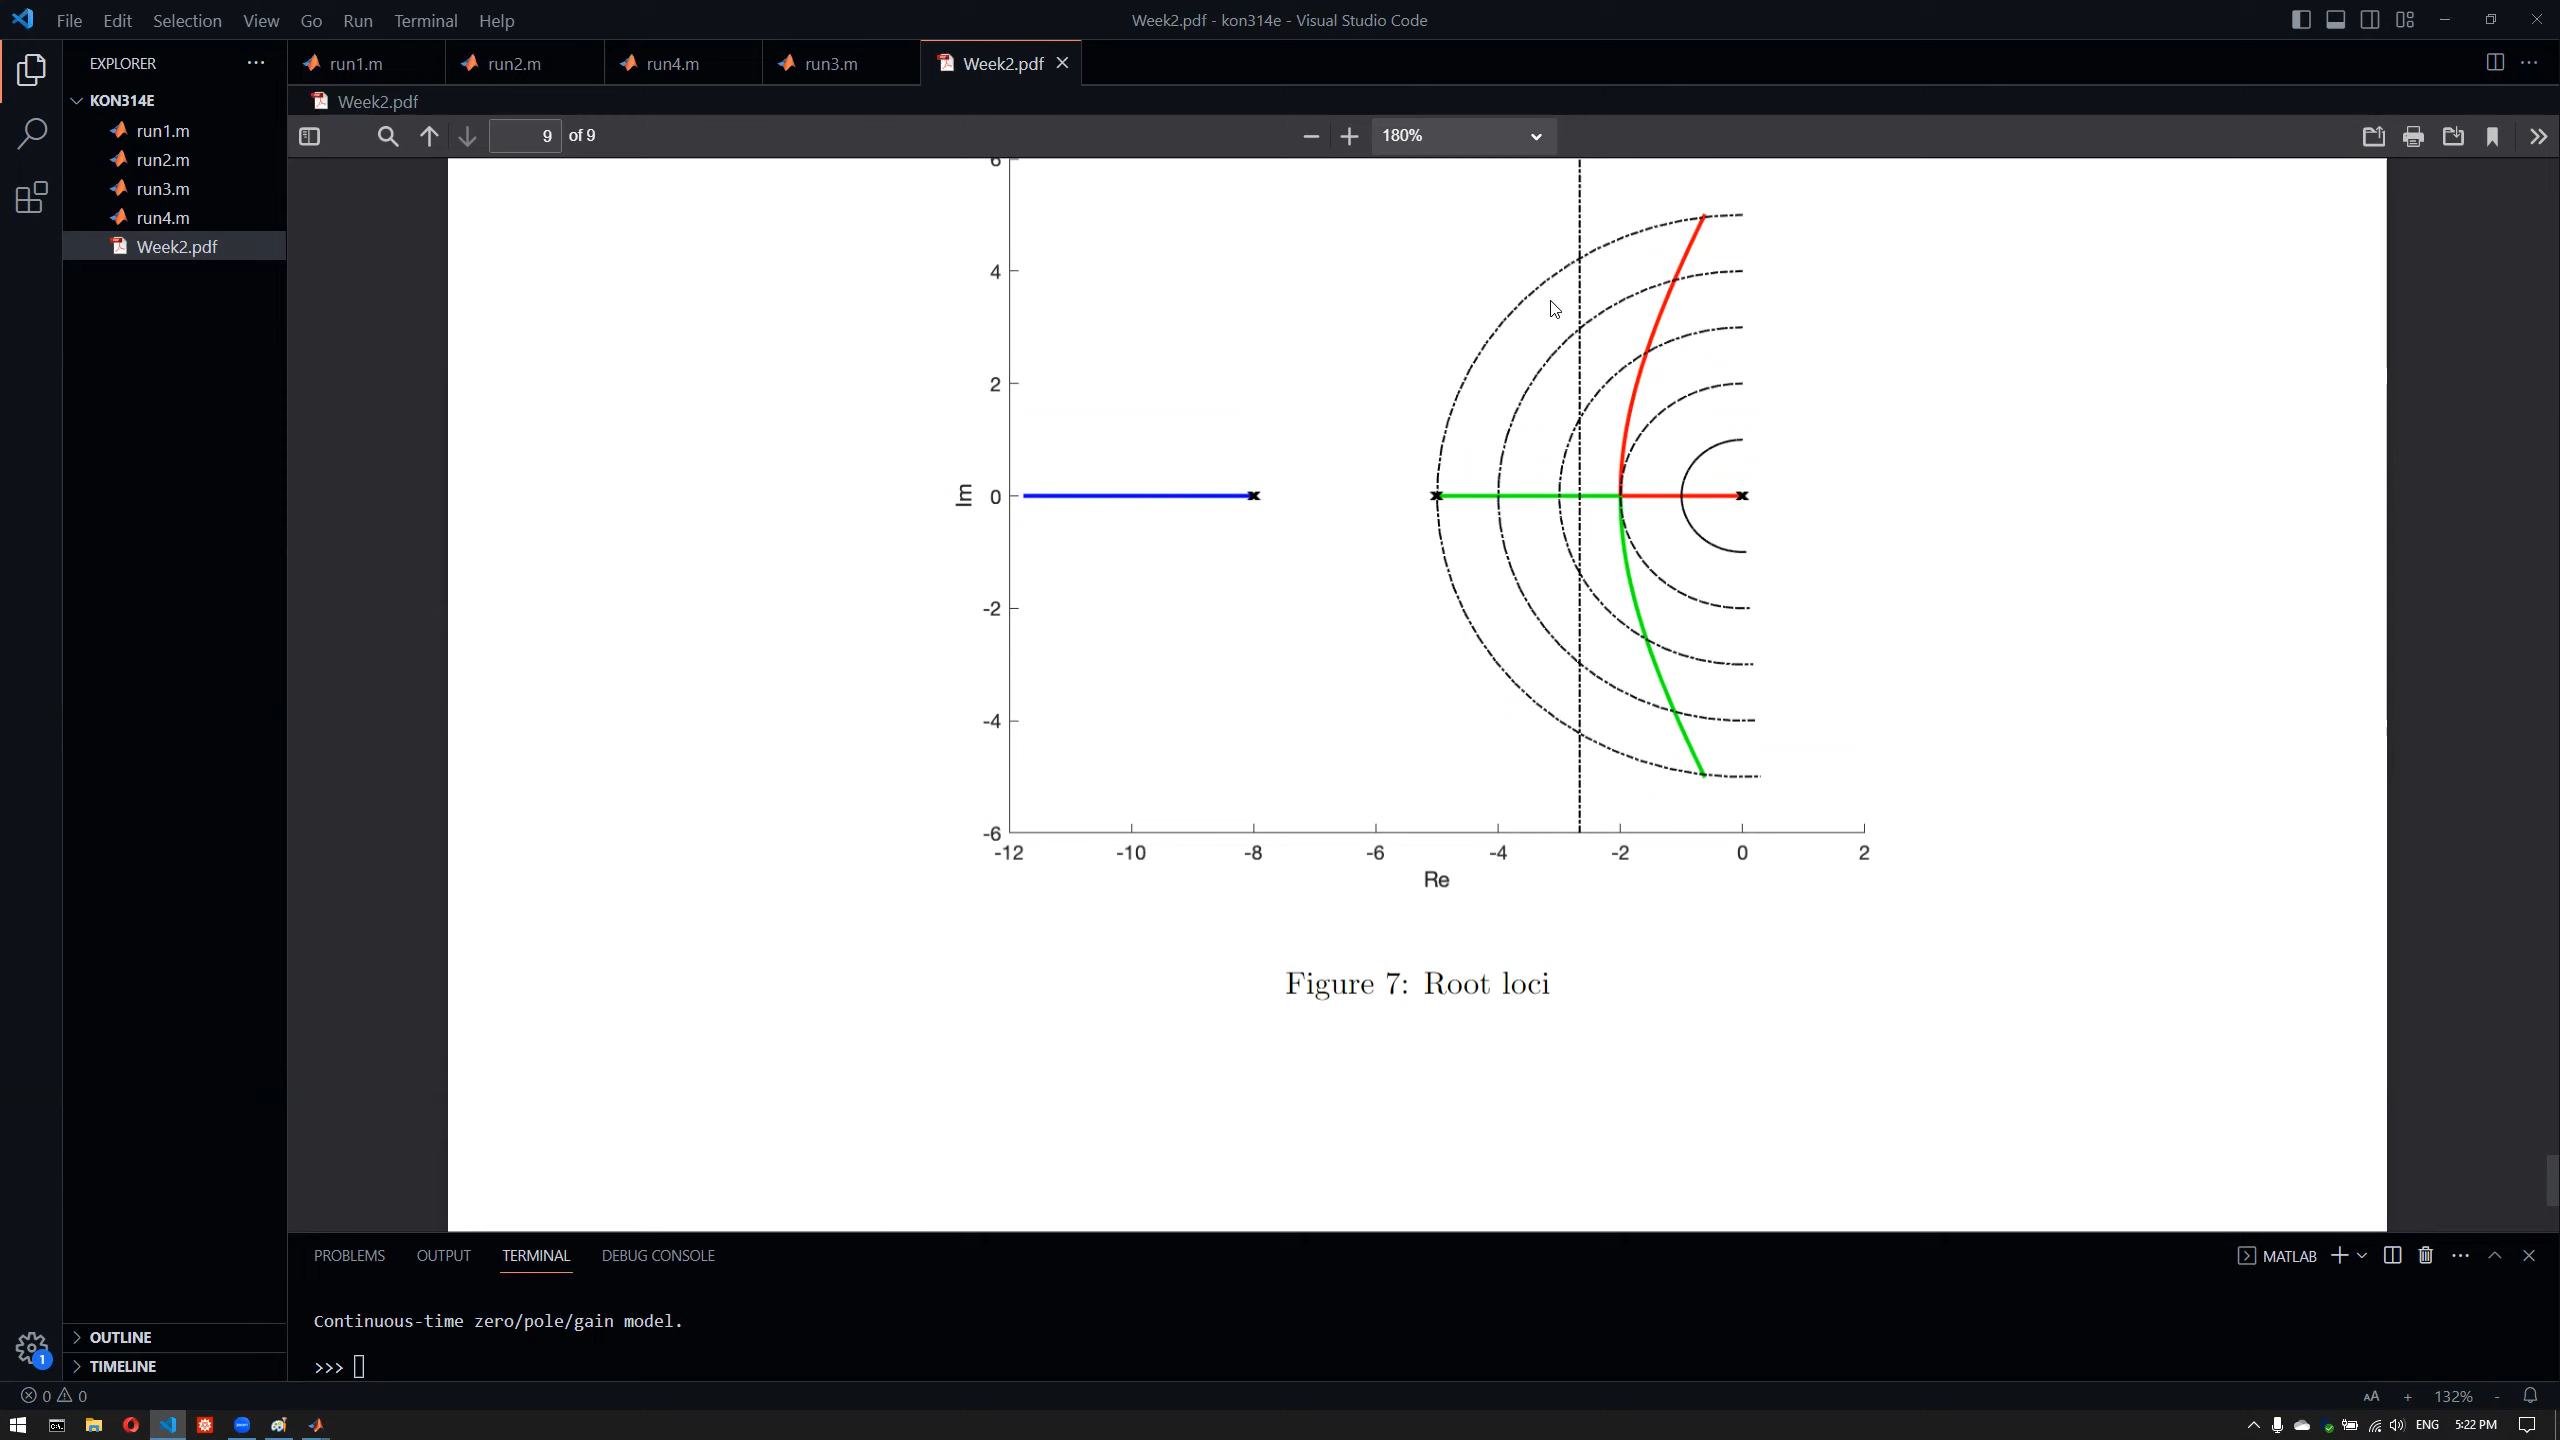 File Edit Selection View Go Run Terminal Help
Week2.pdf - kon314e - Visual Studio Code
EXPLORER
run1.m
run2.m
run4.m
run3.m
Week2.pdf
KON314E
run1.m
run2.m
run3.m
run4.m
Week2.pdf
Week2.pdf
9 of 9
180%
6
4
2
0
-2
-4
-6
Im
-12 -10 -8 -6 -4 -2 0 2
Re
Figure 7: Root loci
PROBLEMS OUTPUT TERMINAL DEBUG CONSOLE
MATLAB
Continuous-time zero/pole/gain model.
>>>
OUTLINE
TIMELINE
1
0 0
AA + 132% -
ENG 5:22 PM